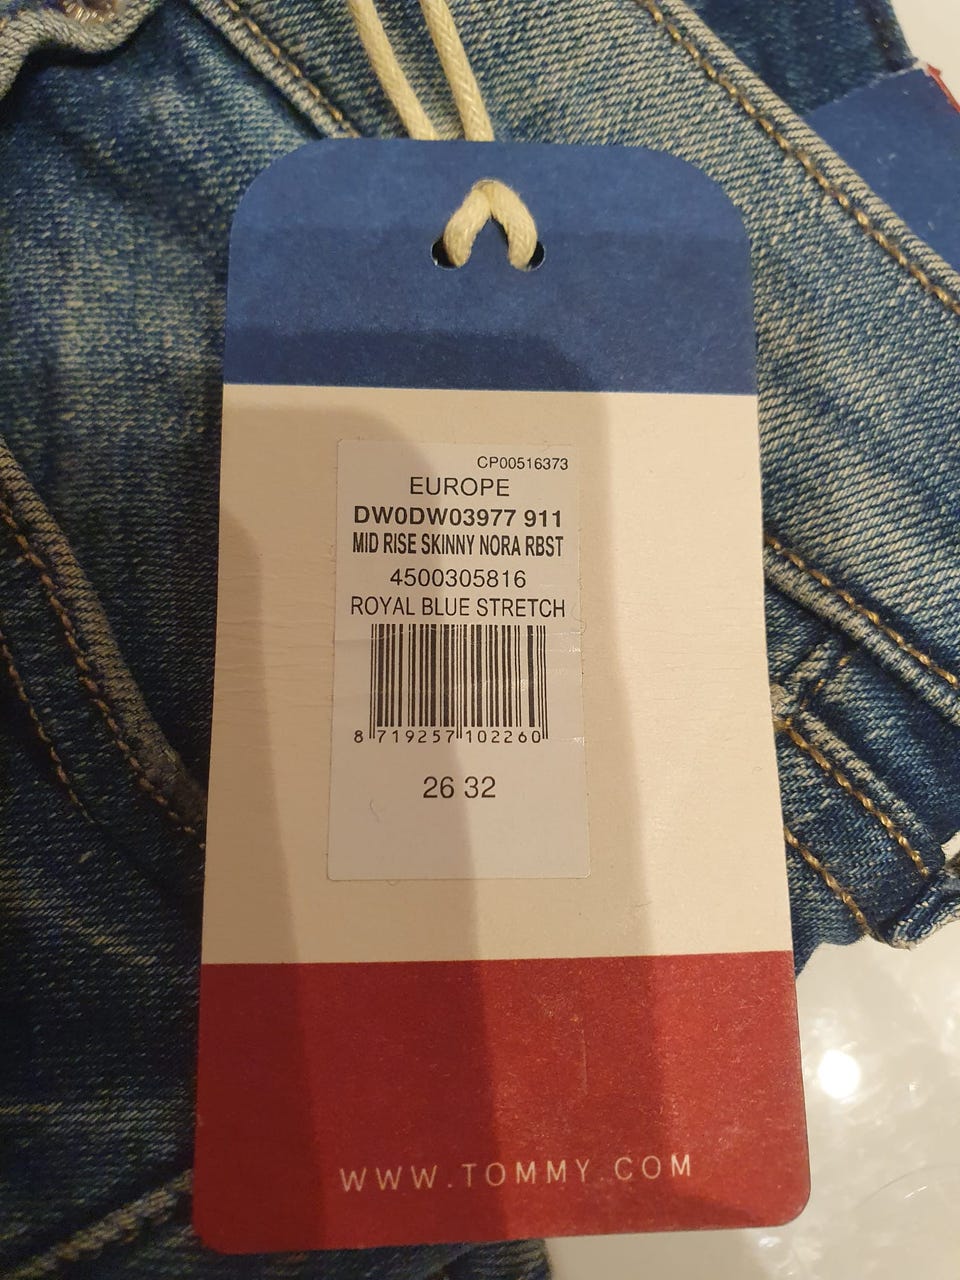 CP00516373
EUROPE
DW0DW03977 911
MID RISE SKINNY NORA RBST
4500305816
ROYAL BLUE STRETCH
8 719257 102260
26 32
WWW.TOMMY.COM